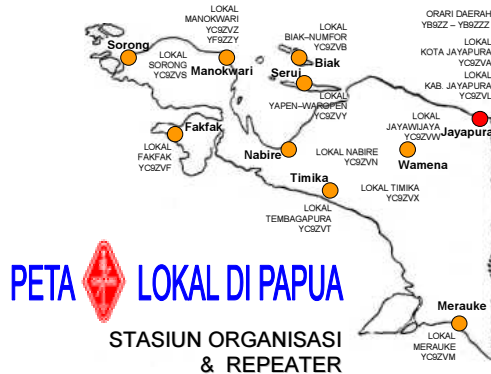 LOKAL
MANOKWARI
YC9ZVZ
YF9ZZY
Manokwari
Sorong
LOKAL
SORONG
YC9ZVS
LOKAL
BIAK–NUMFOR
YC9ZVB
Biak
Serui
LOKAL
YAPEN–WAROPEN
YC9ZVY
ORARI DAERAH
YB9ZZ – YB9ZZZ
LOKAL
KOTA JAYAPURA
YC9ZVA
LOKAL
KAB. JAYAPURA
YC9ZVL
Jayapura
LOKAL
JAYAWIJAYA
YC9ZVW
Wamena
Fakfak
LOKAL
FAKFAK
YC9ZVF
Nabire
LOKAL NABIRE
YC9ZVN
Timika
LOKAL TIMIKA
YC9ZVX
LOKAL
TEMBAGAPURA
YC9ZVT
PETA LOKAL DI PAPUA
STASIUN ORGANISASI
& REPEATER
Merauke
LOKAL
MERAUKE
YC9ZVM